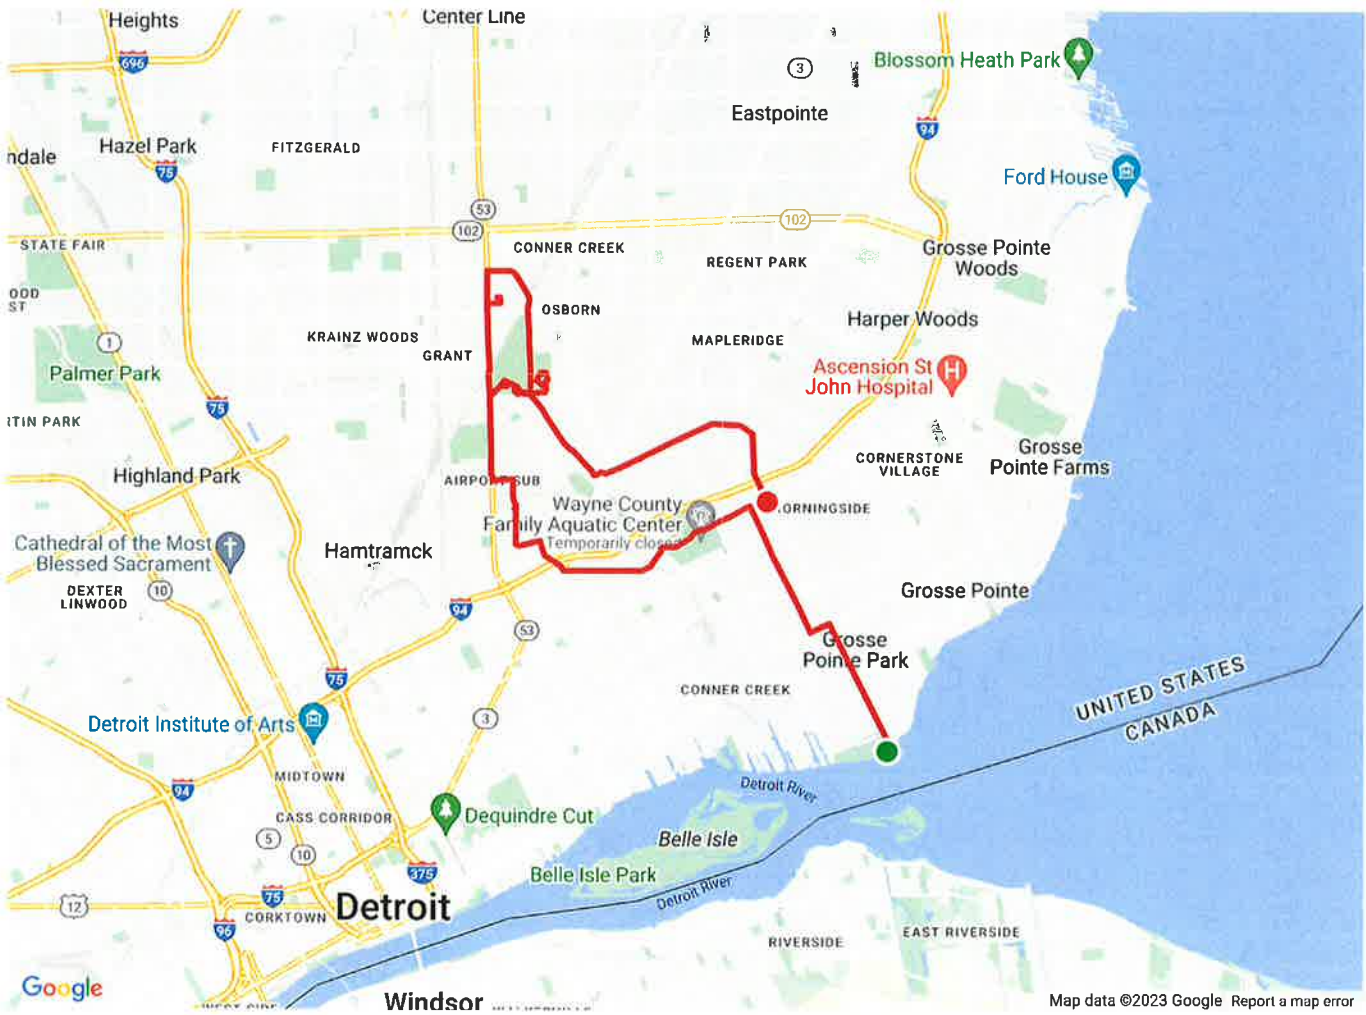 Heights
Center Line
696
3
Blossom Heath Park
Eastpointe
94
Hazel Park
FITZGERALD
ndale
75
Ford House
53
102
102
STATE FAIR
CONNER CREEK
REGENT PARK
Grosse Pointe
Woods
OOD
ST
OSBORN
KRAINZ WOODS
GRANT
MAPLERIDGE
Harper Woods
1
Palmer Park
Ascension St
John Hospital
H
75
RTIN PARK
CORNERSTONE
VILLAGE
Grosse
Pointe Farms
Highland Park
AIRPORT SUB
Wayne County
Family Aquatic Center
Temporarily close
ORNINGSIDE
Cathedral of the Most
Blessed Sacrament
Hamtramck
DEXTER
LINWOOD
10
94
Grosse Pointe
53
Grosse
Pointe Park
75
CONNER CREEK
UNITED STATES
CANADA
Detroit Institute of Arts
3
MIDTOWN
94
Detroit River
CASS CORRIDOR
Dequindre Cut
5
10
Belle Isle
375
Belle Isle Park
75
12
CORKTOWN
Detroit
Detroit River
96
RIVERSIDE
EAST RIVERSIDE
Google
Windsor
Map data ©2023 Google Report a map error